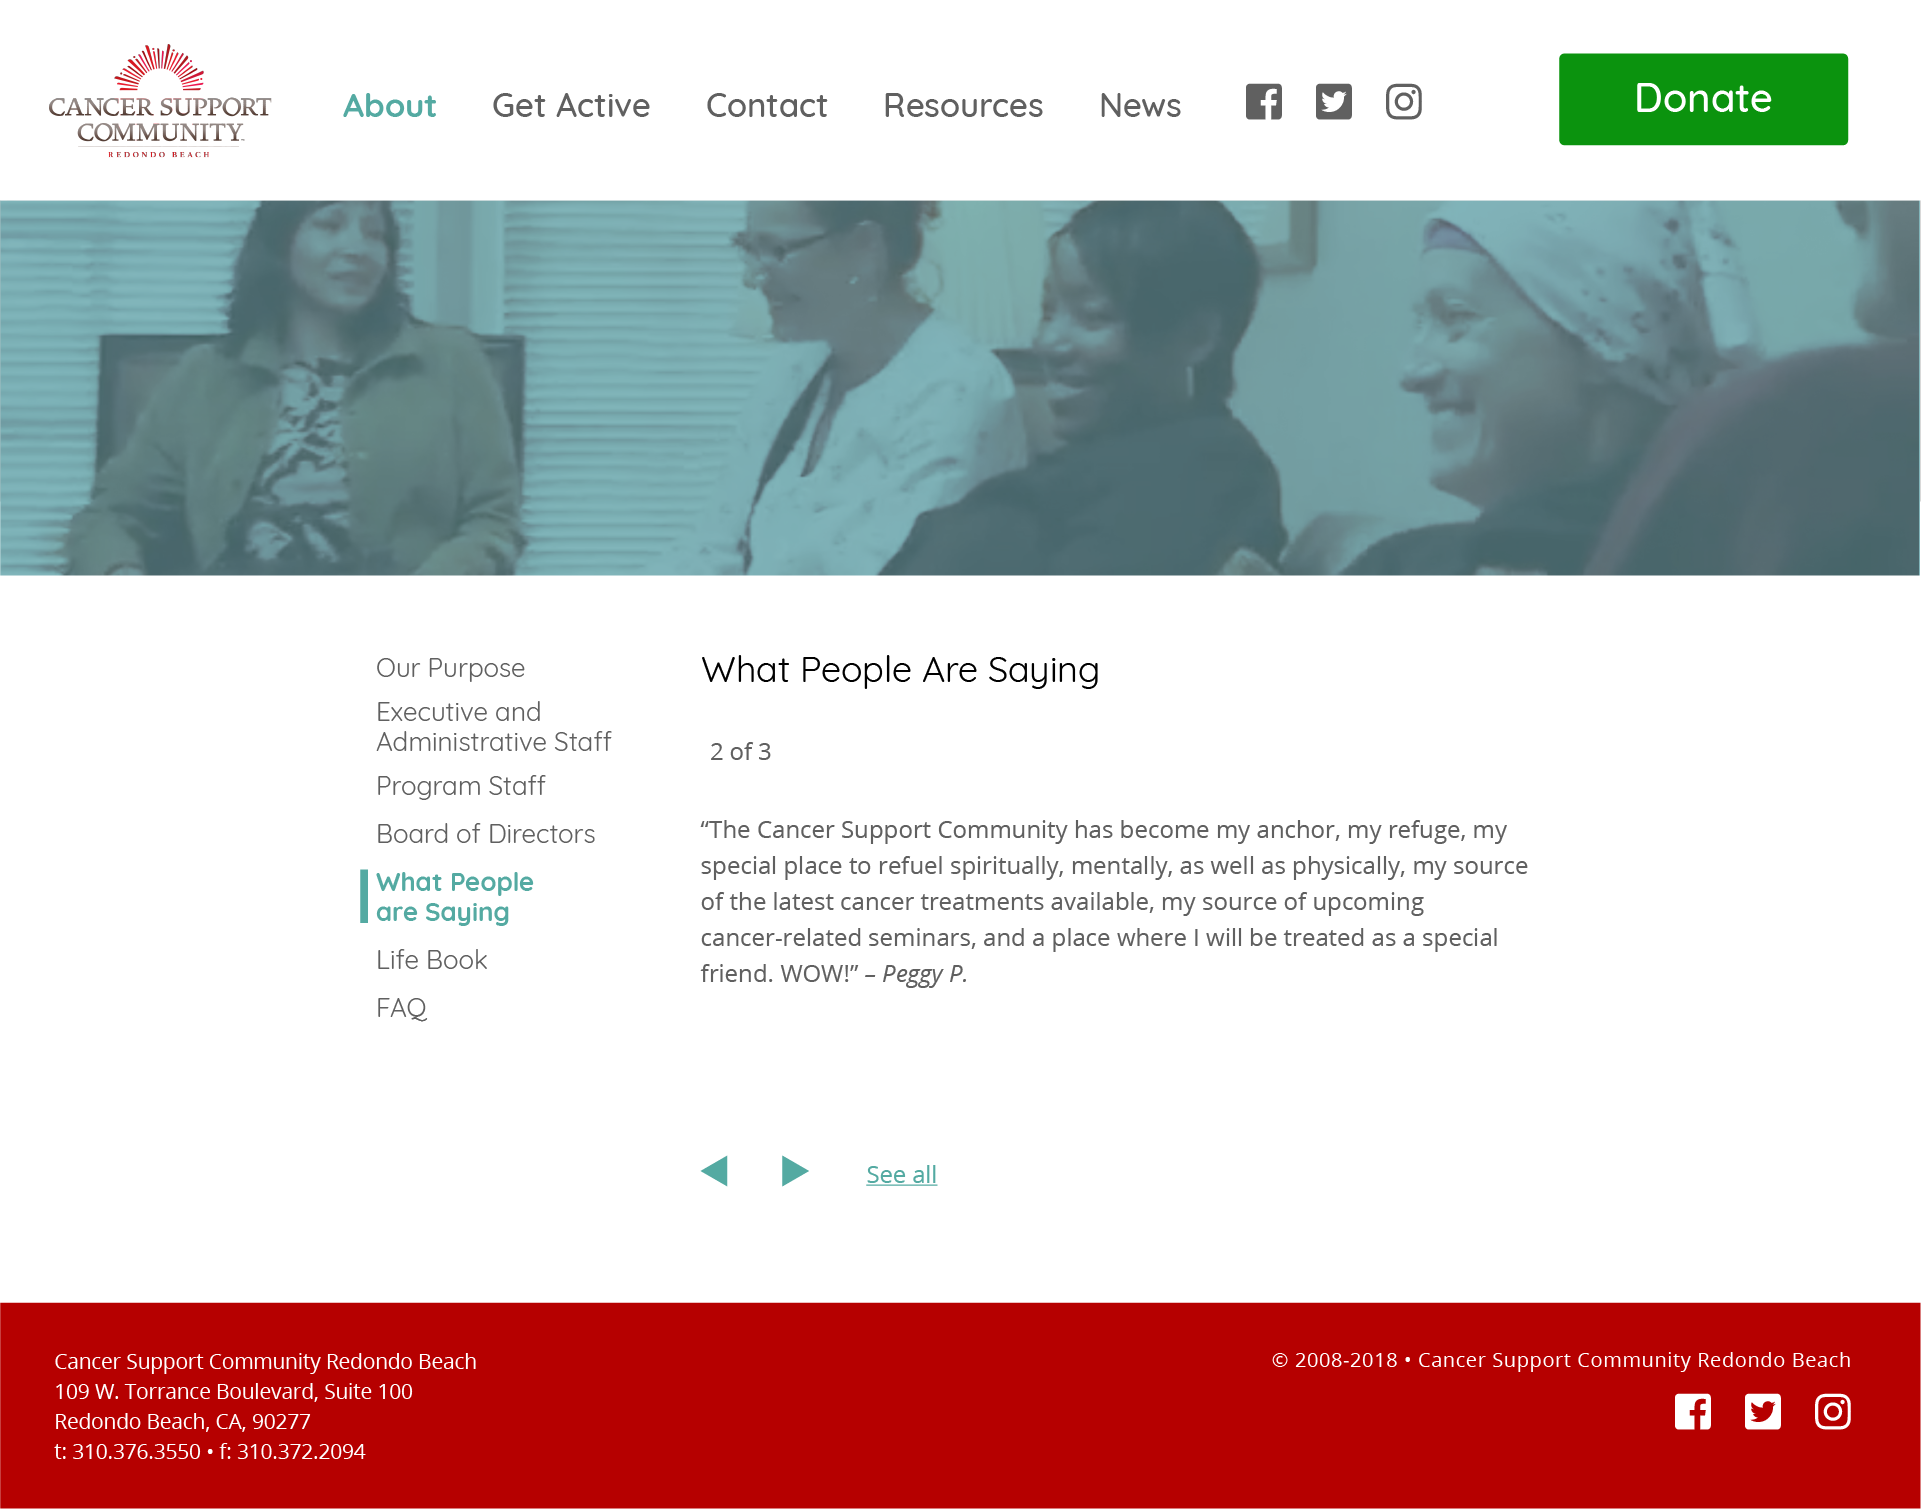 CANCER SUPPORT
COMMUNITY
REDONDO BEACH
About
Get Active
Contact
Resources
News
Donate
Our Purpose
Executive and
Administrative Staff
Program Staff
Board of Directors
What People
are Saying
Life Book
FAQ
What People Are Saying
2 of 3
“The Cancer Support Community has become my anchor, my refuge, my
special place to refuel spiritually, mentally, as well as physically, my source
of the latest cancer treatments available, my source of upcoming
cancer-related seminars, and a place where I will be treated as a special
friend. WOW!” – Peggy P.
See all
Cancer Support Community Redondo Beach
109 W. Torrance Boulevard, Suite 100
Redondo Beach, CA, 90277
t: 310.376.3550 • f: 310.372.2094
© 2008-2018 • Cancer Support Community Redondo Beach